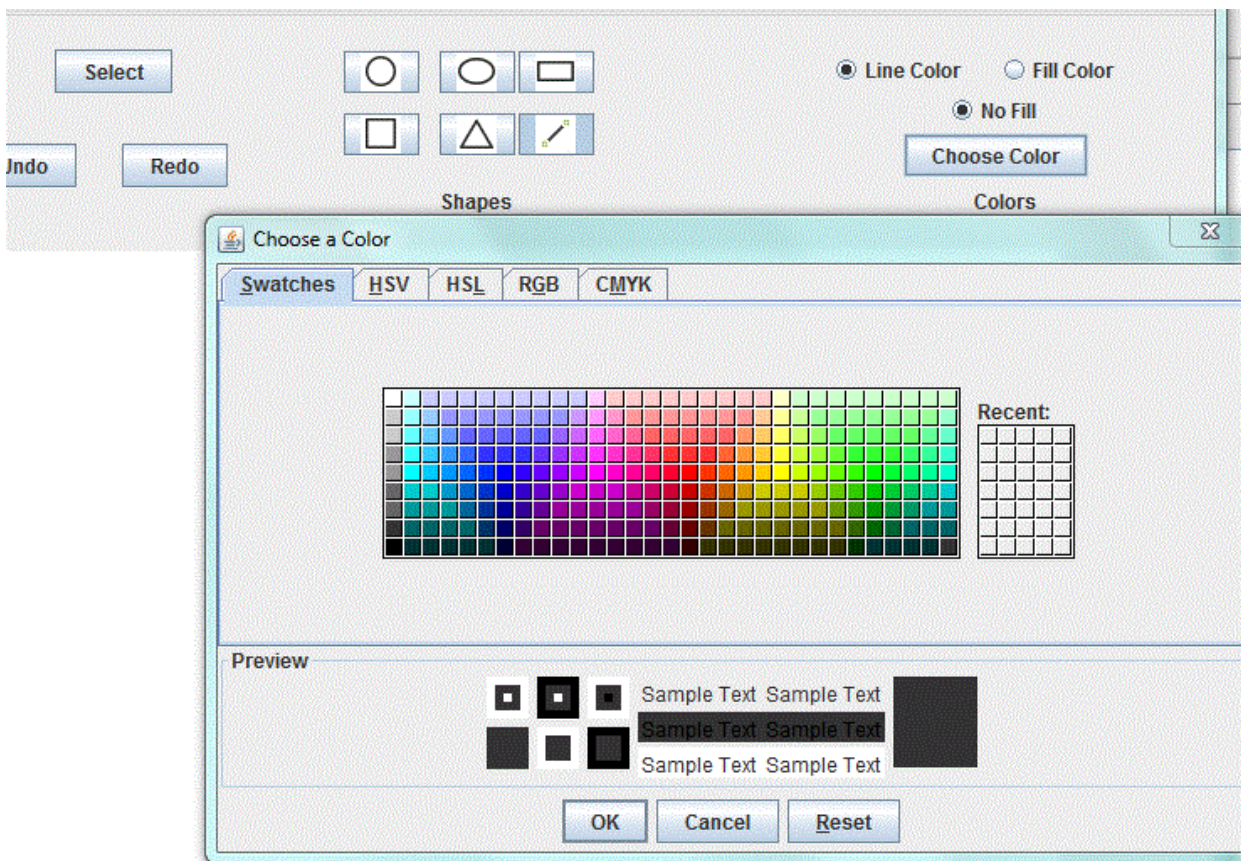 Select
Line Color Fill Color
No Fill
Choose Color
Undo Redo
Shapes Colors
Choose a Color
Swatches HSV HSL RGB CMYK
Recent:
Preview
Sample Text Sample Text
Sample Text Sample Text
Sample Text Sample Text
OK Cancel Reset